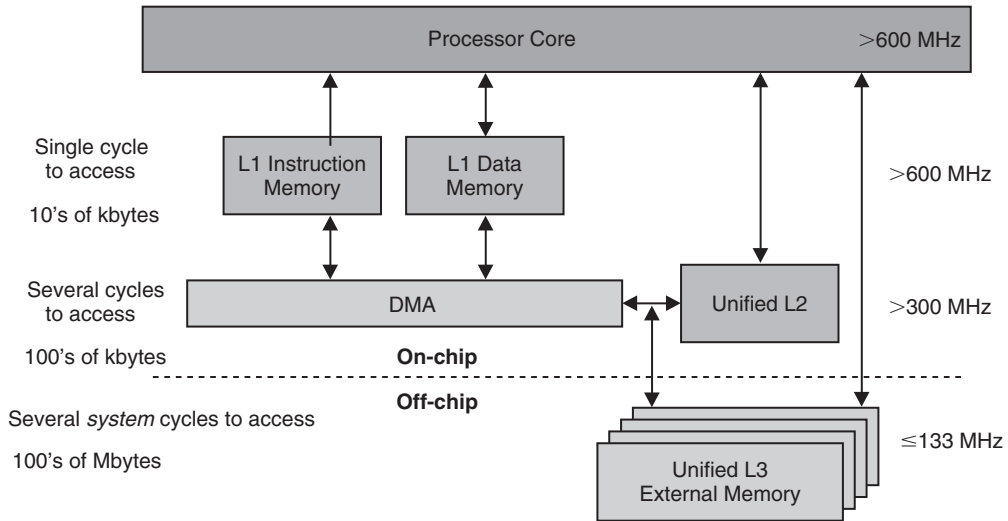 Processor Core
>600 MHz
Single cycle
to access
10's of kbytes
L1 Instruction
Memory
L1 Data
Memory
>600 MHz
Several cycles
to access
100's of kbytes
DMA
Unified L2
>300 MHz
On-chip
Off-chip
Several system cycles to access
100's of Mbytes
Unified L3
External Memory
≤133 MHz